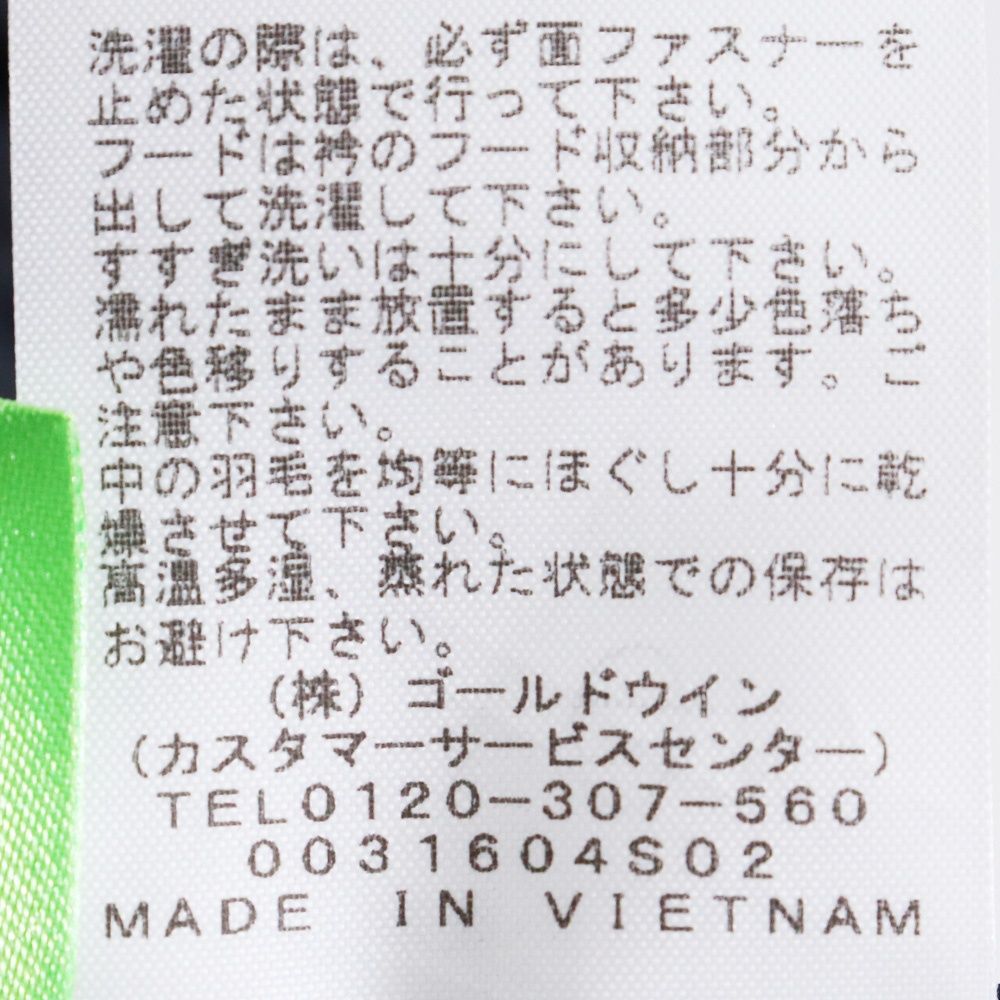 洗濯の際は、必ず面ファスナーを
止めた状態で行って下さい。
フードは衿のフード収納部分から
出して洗濯して下さい。
すすぎ洗いは十分にして下さい。
濡れたまま放置すると多少色落ち
や色移りすることがあります。ご
注意下さい。
中の羽毛を均等にほぐし十分に乾
燥させて下さい。
高温多湿、蒸れた状態での保存は
お避け下さい。
(株) ゴールドウイン
(カスタマーサービスセンター)
TEL0120-307-560
0031604S02
MADE IN VIETNAM